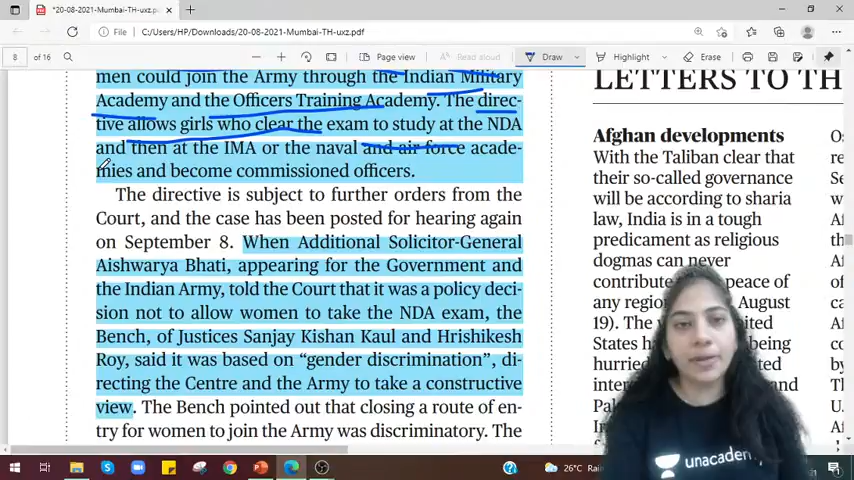 *20-08-2021-Mumbai-TH-uxz.pdf
File
C:/Users/HP/Downloads/20-08-2021-Mumbai-TH-uxz.pdf
8
of 16
Page view
Read aloud
Draw
Highlight
Erase
men could join the Army through the Indian Military
Academy and the Officers Training Academy. The direc-
tive allows girls who clear the exam to study at the NDA
and then at the IMA or the naval and air force acade-
mies and become commissioned officers.
The directive is subject to further orders from the
Court, and the case has been posted for hearing again
on September 8. When Additional Solicitor-General
Aishwarya Bhati, appearing for the Government and
the Indian Army, told the Court that it was a policy deci-
sion not to allow women to take the NDA exam, the
Bench, of Justices Sanjay Kishan Kaul and Hrishikesh
Roy, said it was based on “gender discrimination”, di-
recting the Centre and the Army to take a constructive
view. The Bench pointed out that closing a route of en-
try for women to join the Army was discriminatory. The
LETTERS TO TH
Afghan developments
With the Taliban clear that
their so-called governance
will be according to sharia
law, India is in a tough
predicament as religious
dogmas can never
contribute peace of
any regio August
19). The ited
States ha being
hurried
inter and
Pak
unacademy
26°C